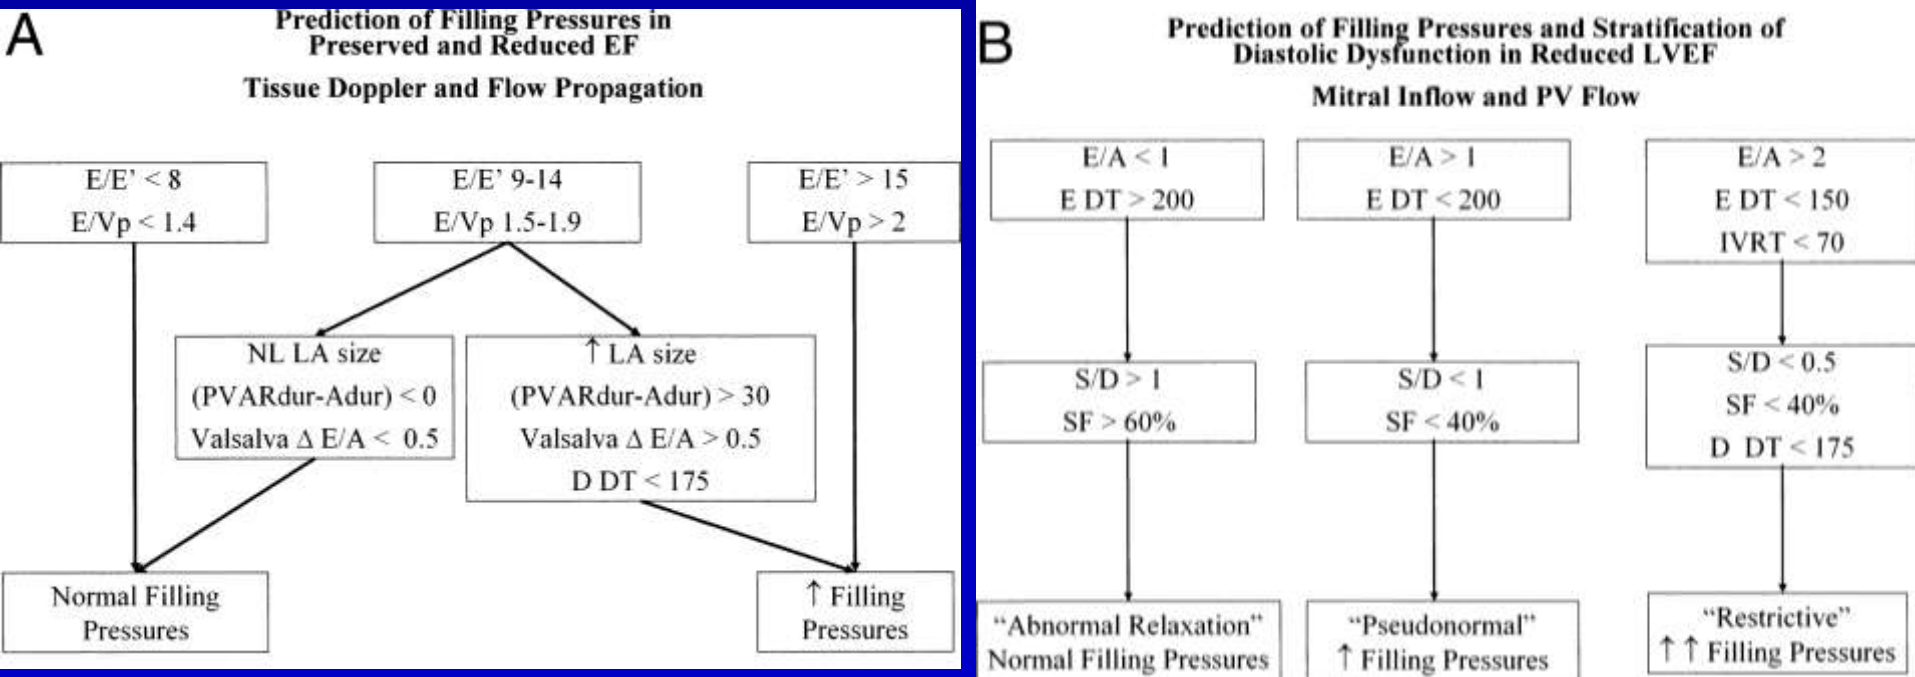 A
Prediction of Filling Pressures in
Preserved and Reduced EF
Tissue Doppler and Flow Propagation
E/E' < 8
E/Vp < 1.4
E/E' 9-14
E/Vp 1.5-1.9
E/E' > 15
E/Vp > 2
NL LA size
(PVARdur-Adur) < 0
Valsalva Δ E/A < 0.5
↑ LA size
(PVARdur-Adur) > 30
Valsalva Δ E/A > 0.5
D DT < 175
Normal Filling
Pressures
↑ Filling
Pressures
B
Prediction of Filling Pressures and Stratification of
Diastolic Dysfunction in Reduced LVEF
Mitral Inflow and PV Flow
E/A < 1
E DT > 200
E/A > 1
E DT < 200
E/A > 2
E DT < 150
IVRT < 70
S/D > 1
SF > 60%
S/D < 1
SF < 40%
S/D < 0.5
SF < 40%
D DT < 175
“Abnormal Relaxation”
Normal Filling Pressures
“Pseudonormal”
↑ Filling Pressures
“Restrictive”
↑ ↑ Filling Pressures